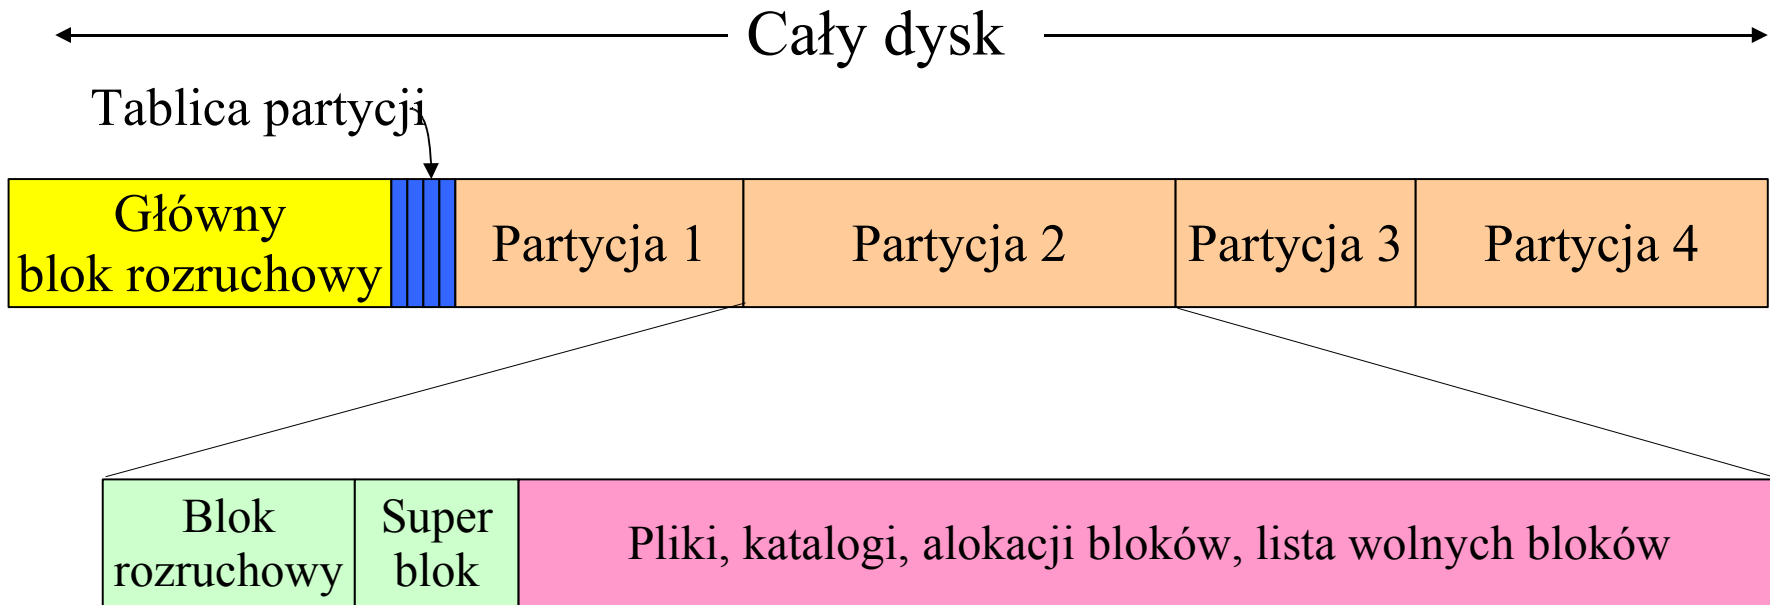 Cały dysk
Tablica partycji
Główny
blok rozruchowy
Partycja 1
Partycja 2
Partycja 3
Partycja 4
Blok
rozruchowy
Super
blok
Pliki, katalogi, alokacji bloków, lista wolnych bloków